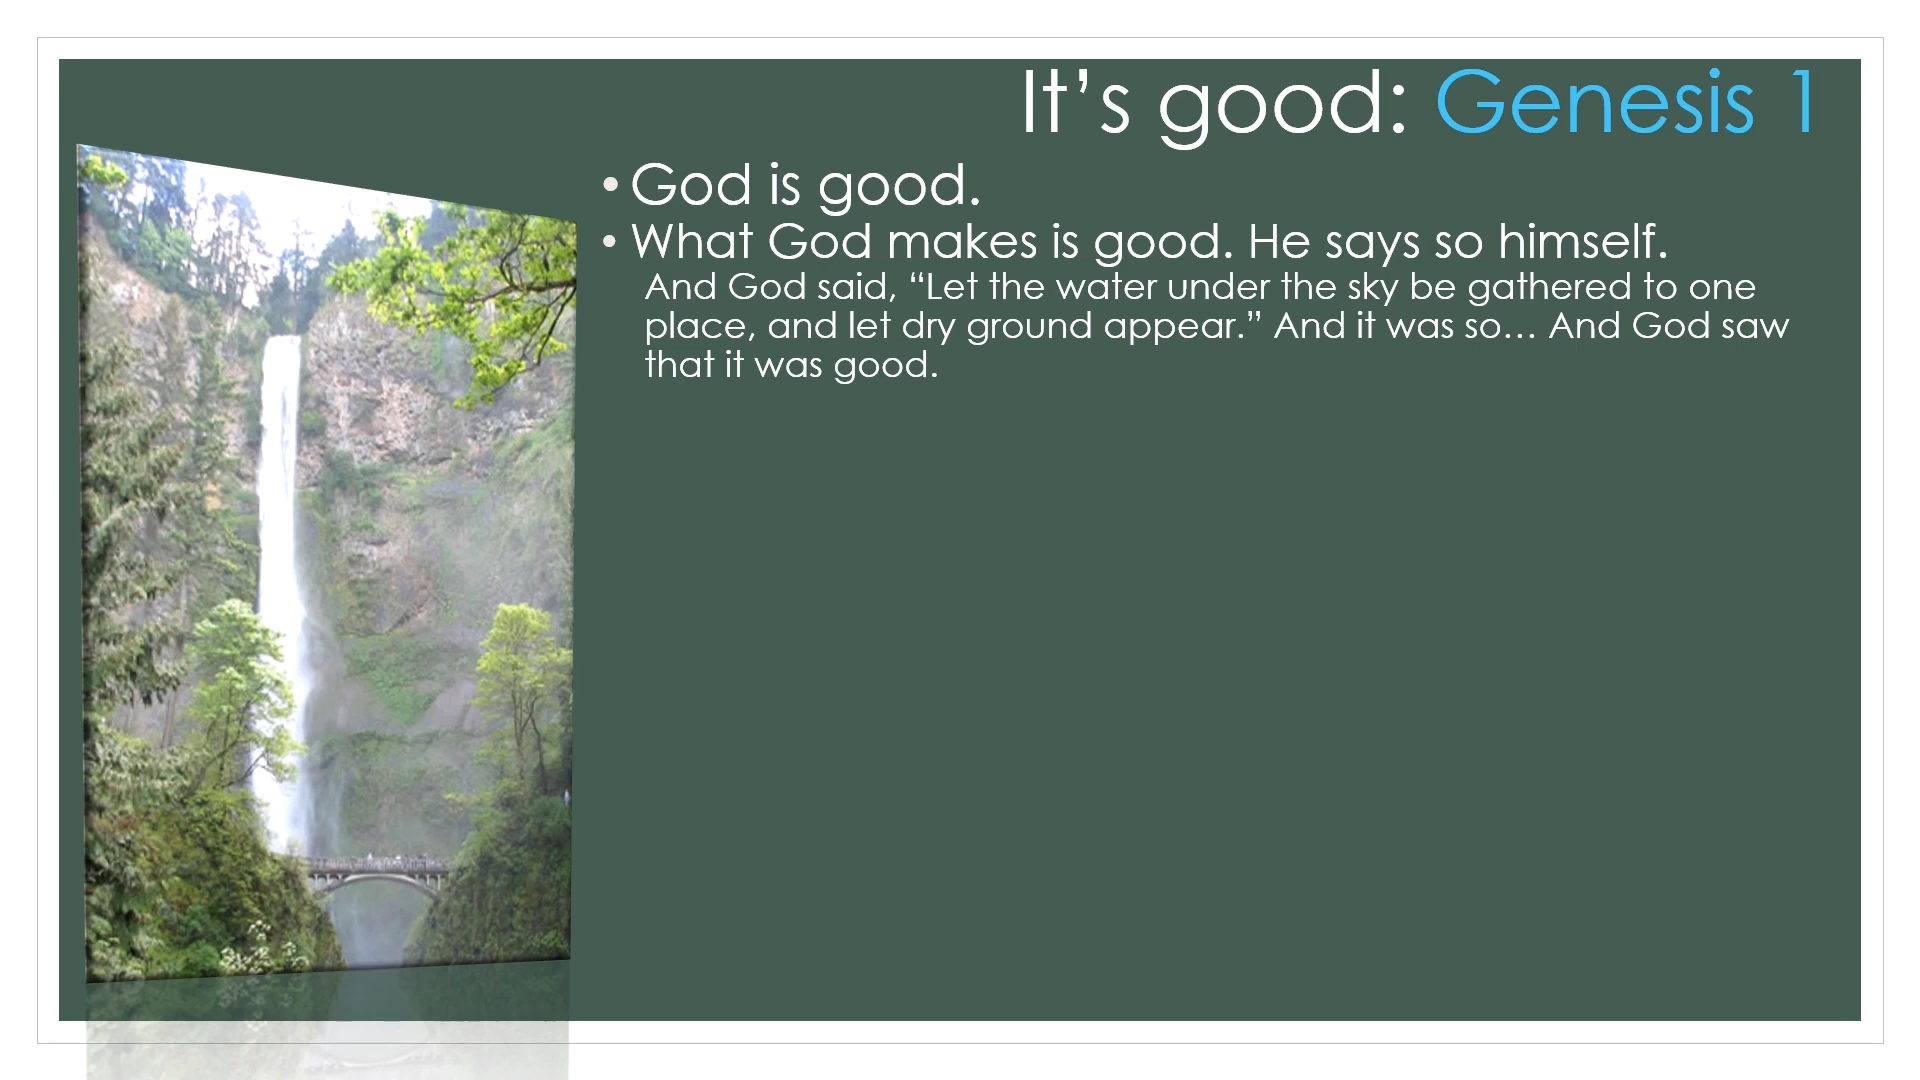 It’s good: Genesis 1
• God is good.
• What God makes is good. He says so himself.
And God said, “Let the water under the sky be gathered to one
place, and let dry ground appear.” And it was so… And God saw
that it was good.